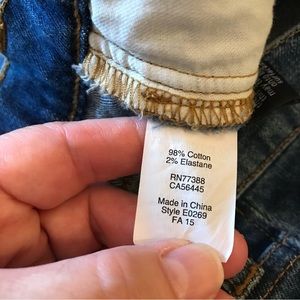 98% Cotton
2% Elastane
RN77388
CA56445
Made in China
Style E0269
FA 15